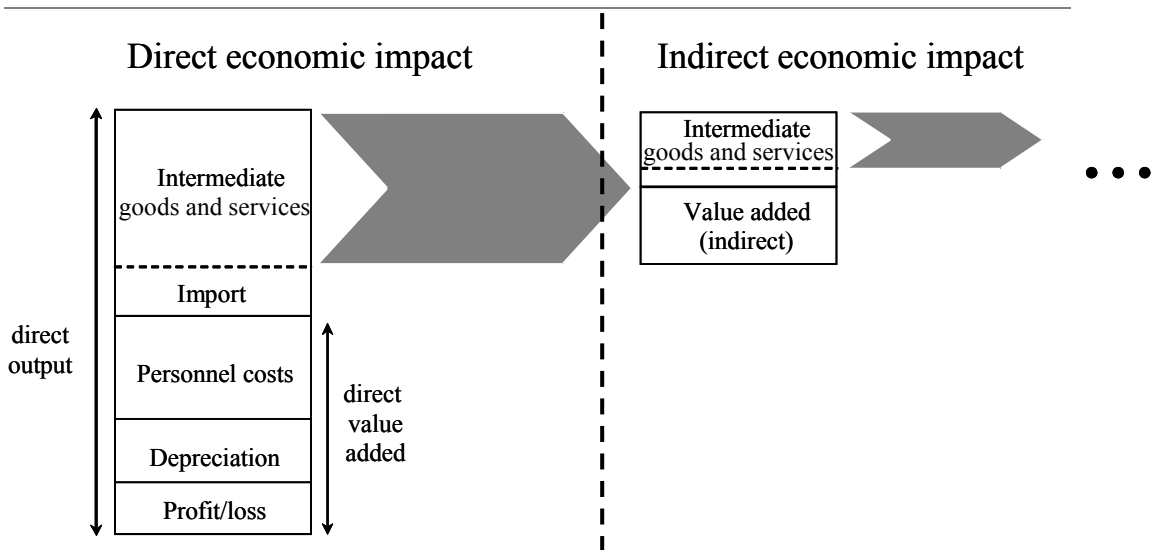 Direct economic impact
Indirect economic impact
Intermediate
goods and services
Import
Personnel costs
Depreciation
Profit/loss
direct
output
direct
value
added
Intermediate
goods and services
Value added
(indirect)